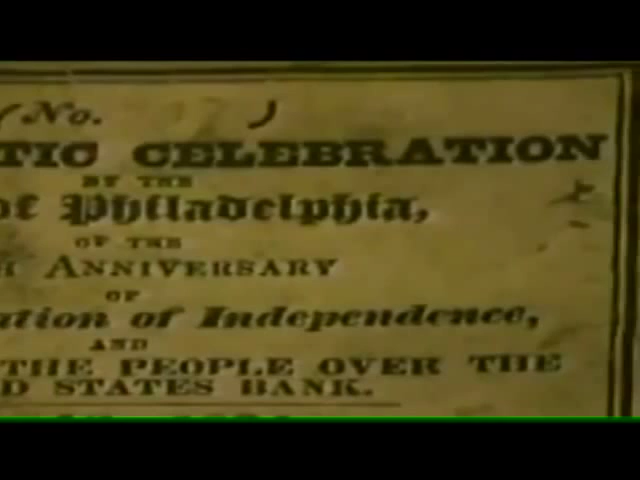 No.
TIC CELEBRATION
BY THE
of Philadelphia,
OF THE
H ANNIVERSARY
OF
ation of Independence,
AND
THE PEOPLE OVER THE
D STATES BANK.